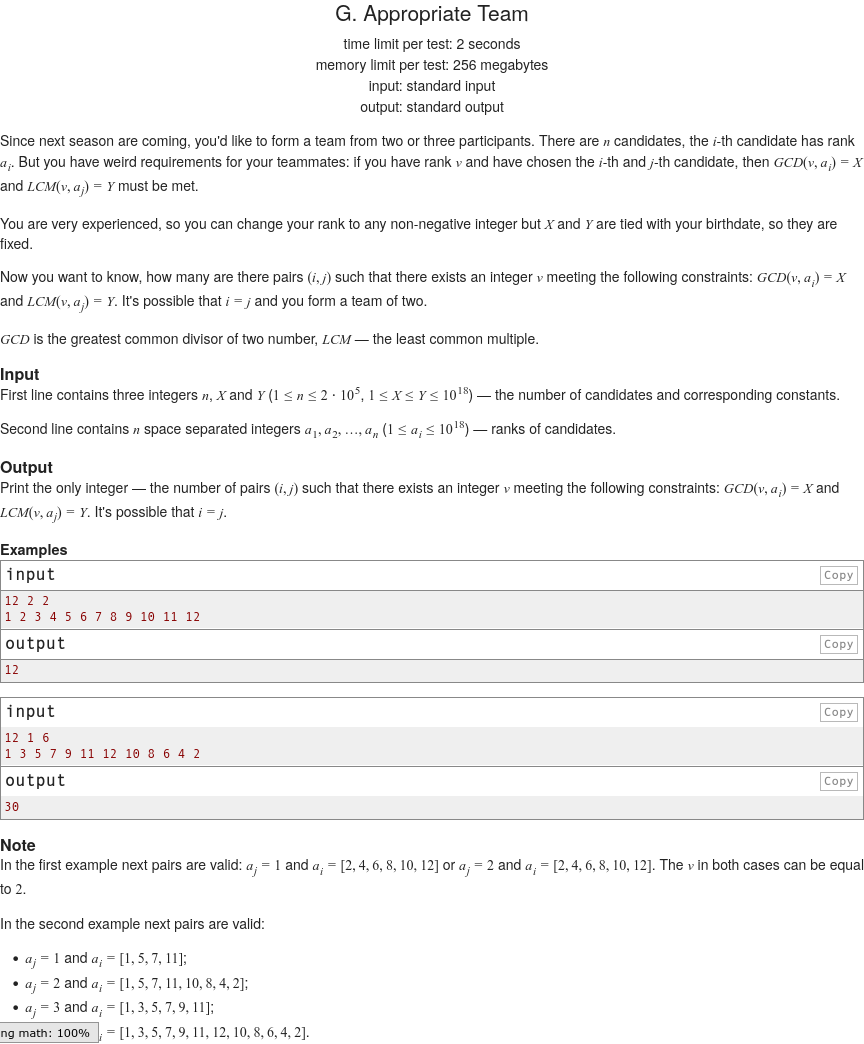 G. Appropriate Team
time limit per test: 2 seconds
memory limit per test: 256 megabytes
input: standard input
output: standard output
Since next season are coming, you'd like to form a team from two or three participants. There are n candidates, the i-th candidate has rank
a_i. But you have weird requirements for your teammates: if you have rank v and have chosen the i-th and j-th candidate, then GCD(v, a_i) = X
and LCM(v, a_j) = Y must be met.
You are very experienced, so you can change your rank to any non-negative integer but X and Y are tied with your birthdate, so they are
fixed.
Now you want to know, how many are there pairs (i, j) such that there exists an integer v meeting the following constraints: GCD(v, a_i) = X
and LCM(v, a_j) = Y. It's possible that i = j and you form a team of two.
GCD is the greatest common divisor of two number, LCM — the least common multiple.
Input
First line contains three integers n, X and Y (1 ≤ n ≤ 2 · 10^5, 1 ≤ X ≤ Y ≤ 10^18) — the number of candidates and corresponding constants.
Second line contains n space separated integers a_1, a_2, …, a_n (1 ≤ a_i ≤ 10^18) — ranks of candidates.
Output
Print the only integer — the number of pairs (i, j) such that there exists an integer v meeting the following constraints: GCD(v, a_i) = X and
LCM(v, a_j) = Y. It's possible that i = j.
Examples
input Copy
12 2 2
1 2 3 4 5 6 7 8 9 10 11 12
output Copy
12
input Copy
12 1 6
1 3 5 7 9 11 12 10 8 6 4 2
output Copy
30
Note
In the first example next pairs are valid: a_j = 1 and a_i = [2, 4, 6, 8, 10, 12] or a_j = 2 and a_i = [2, 4, 6, 8, 10, 12]. The v in both cases can be equal
to 2.
In the second example next pairs are valid:
• a_j = 1 and a_i = [1, 5, 7, 11];
• a_j = 2 and a_i = [1, 5, 7, 11, 10, 8, 4, 2];
• a_j = 3 and a_i = [1, 3, 5, 7, 9, 11];
ng math: 100% i = [1, 3, 5, 7, 9, 11, 12, 10, 8, 6, 4, 2].